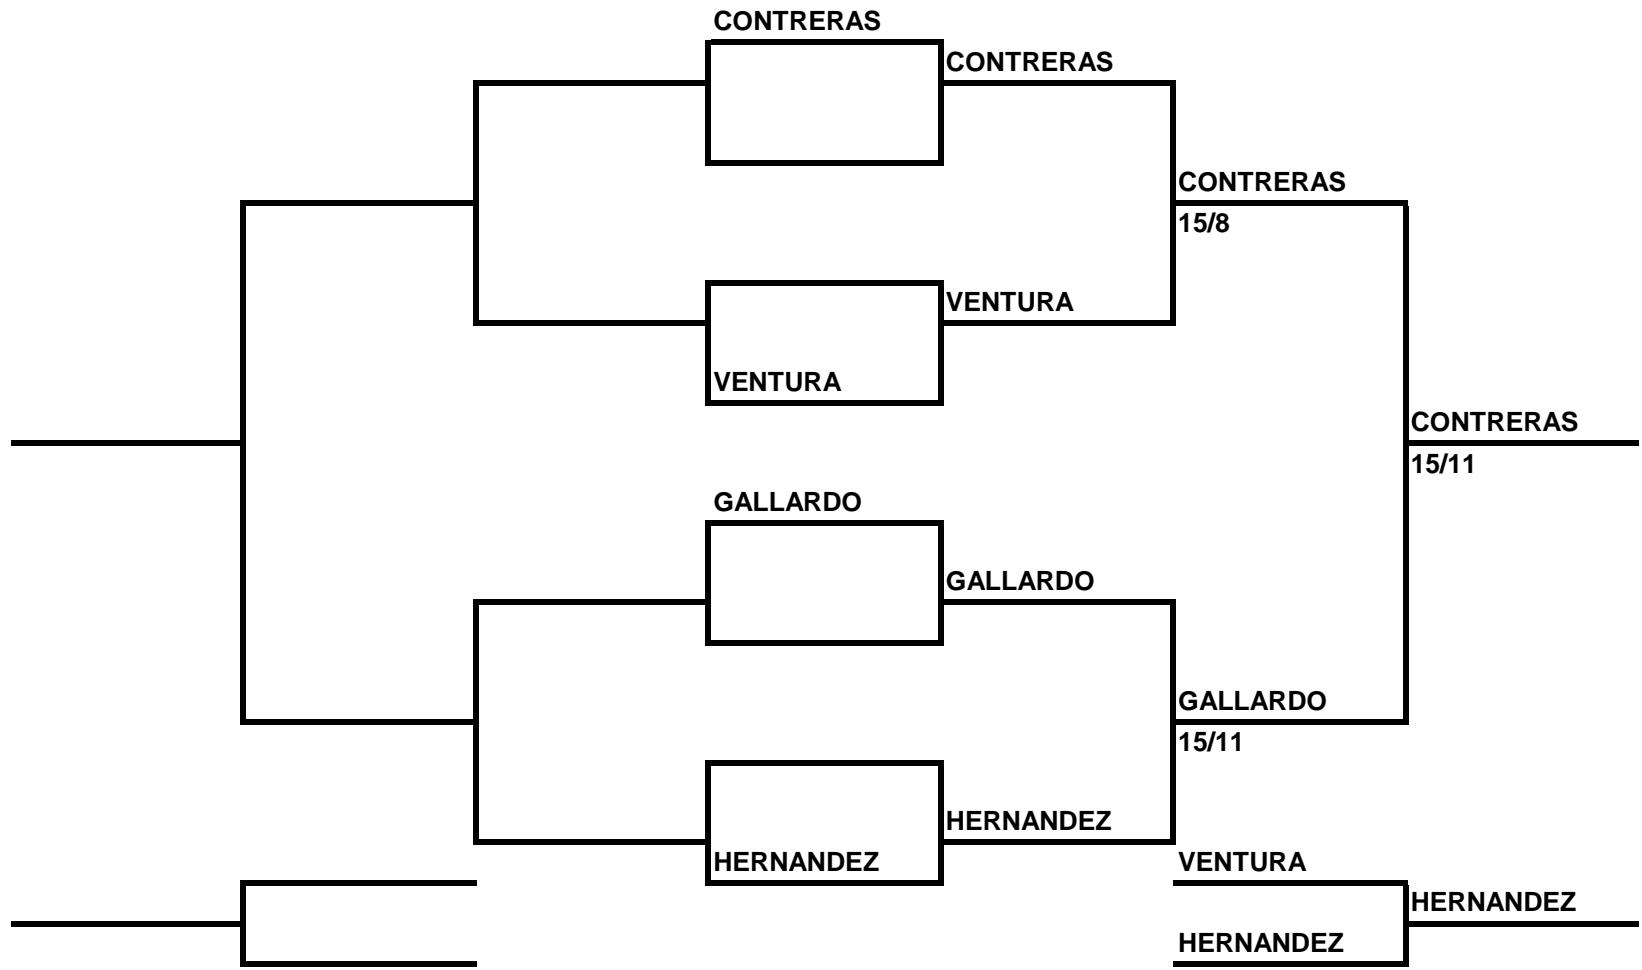 CONTRERAS
CONTRERAS
CONTRERAS
15/8
VENTURA
VENTURA
CONTRERAS
15/11
GALLARDO
GALLARDO
GALLARDO
15/11
HERNANDEZ
HERNANDEZ
VENTURA
HERNANDEZ
HERNANDEZ